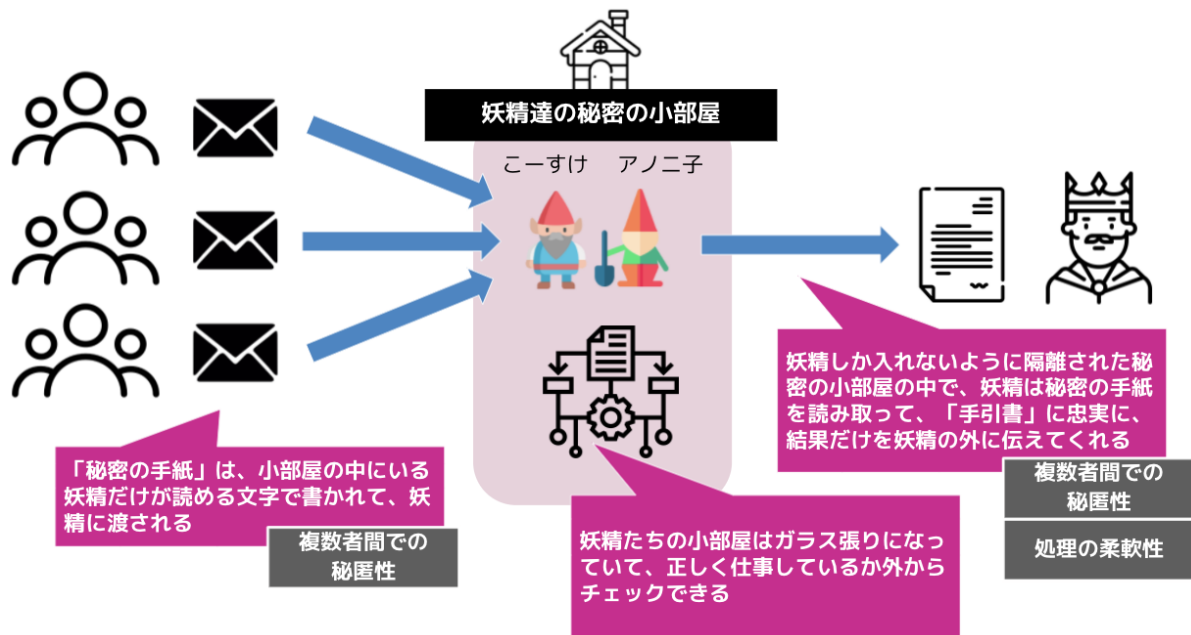 妖精達の秘密の小部屋
こーすけ アノニ子
「秘密の手紙」は、小部屋の中にいる
妖精だけが読める文字で書かれて、妖
精に渡される
複数者間での
秘匿性
妖精たちの小部屋はガラス張りになっ
ていて、正しく仕事しているか外から
チェックできる
妖精しか入れないように隔離された秘
密の小部屋の中で、妖精は秘密の手紙
を読み取って、「手引書」に忠実に、
結果だけを妖精の外に伝えてくれる
複数者間での
秘匿性
処理の柔軟性